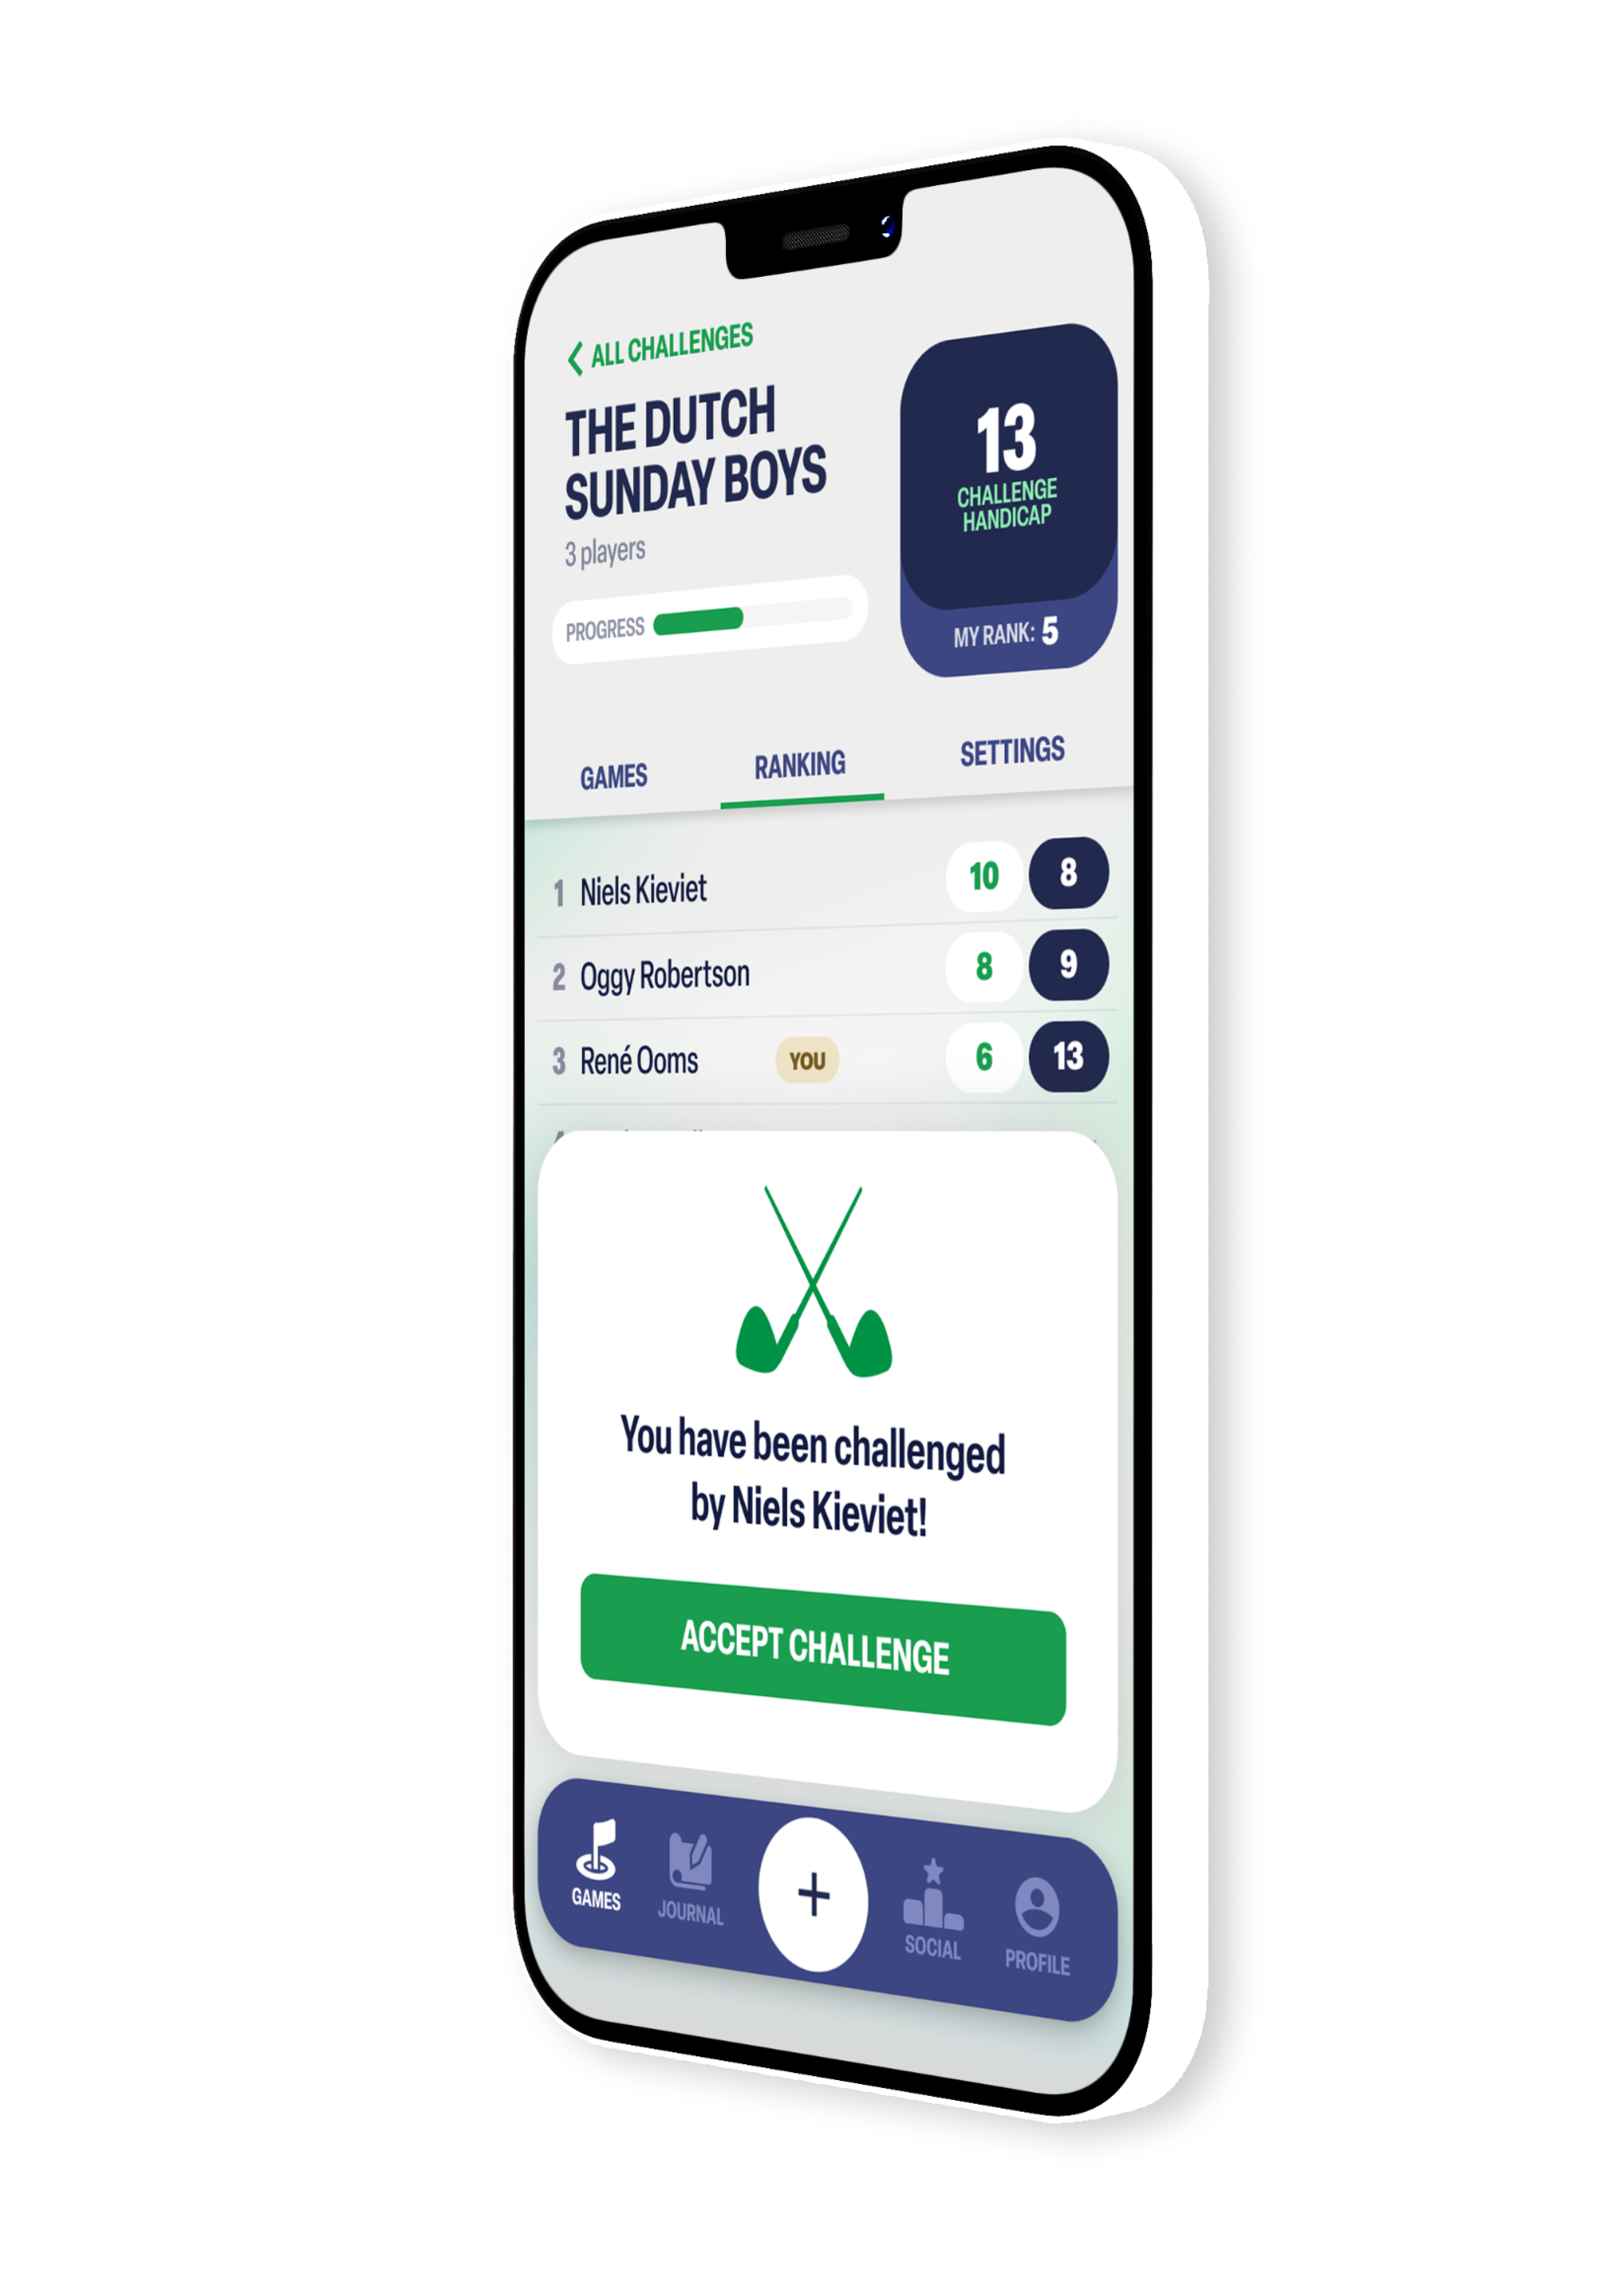 ALL CHALLENGES
THE DUTCH
SUNDAY BOYS
3 players
PROGRESS
13
CHALLENGE
HANDICAP
MY RANK: 5
GAMES RANKING SETTINGS
1 Niels Kieviet 10 8
2 Oggy Robertson 8 9
3 René Ooms YOU 6 13
You have been challenged
by Niels Kieviet!
ACCEPT CHALLENGE
GAMES JOURNAL + SOCIAL PROFILE